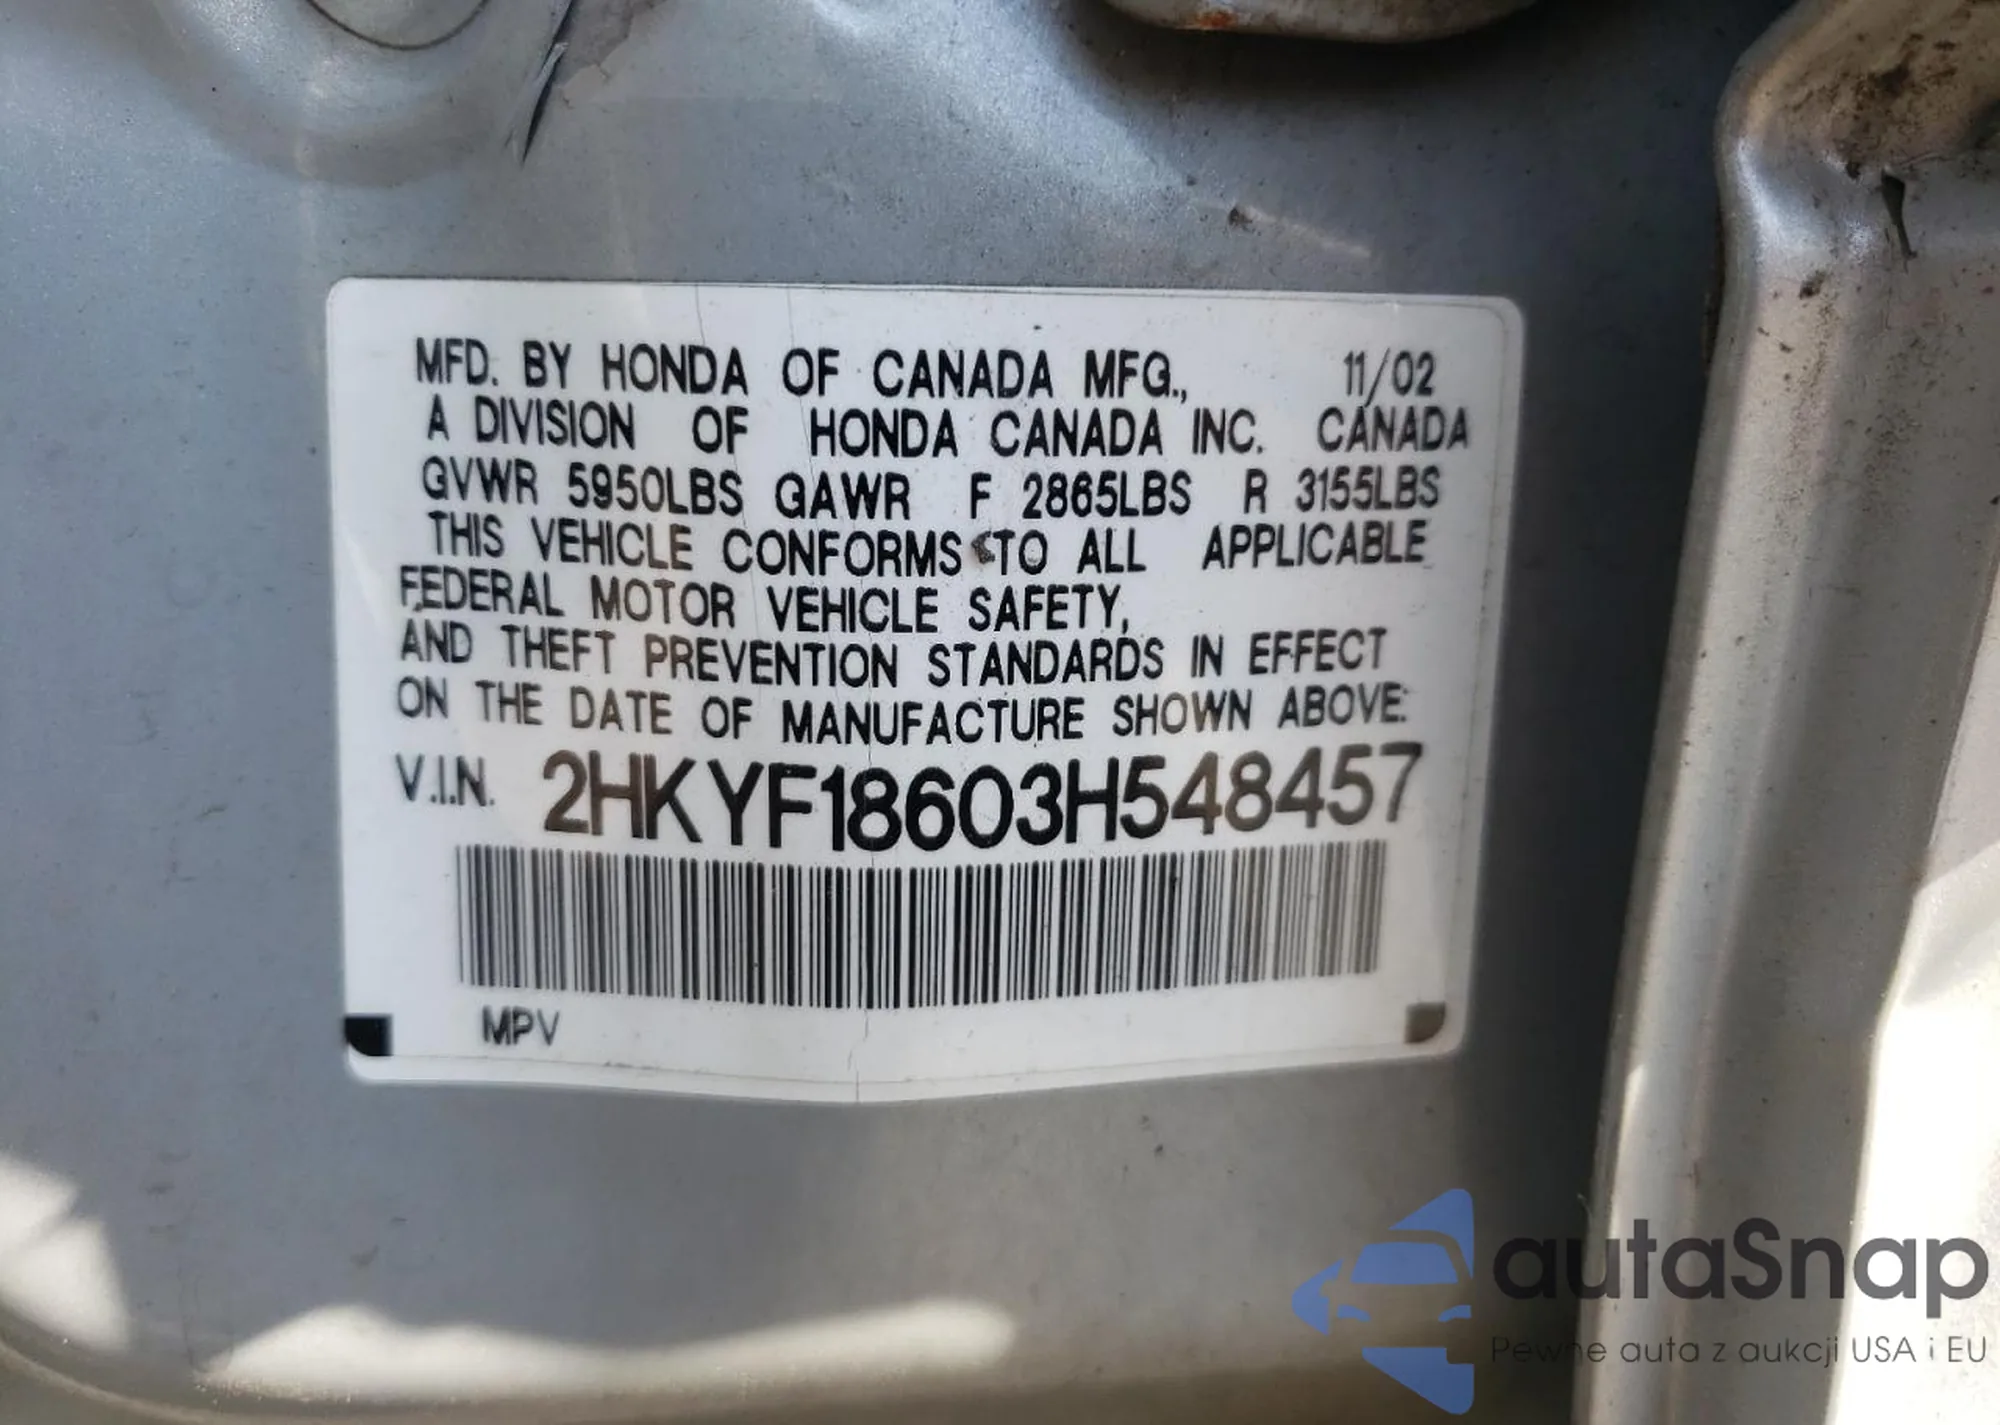 MFD. BY HONDA OF CANADA MFG., 11/02
A DIVISION OF HONDA CANADA INC. CANADA
GVWR 5950LBS GAWR F 2865LBS R 3155LBS
THIS VEHICLE CONFORMS TO ALL APPLICABLE
FEDERAL MOTOR VEHICLE SAFETY,
AND THEFT PREVENTION STANDARDS IN EFFECT
ON THE DATE OF MANUFACTURE SHOWN ABOVE:
V.I.N. 2HKYF18603H548457
MPV
autaSnap
Pewne auta z aukcji USA i EU